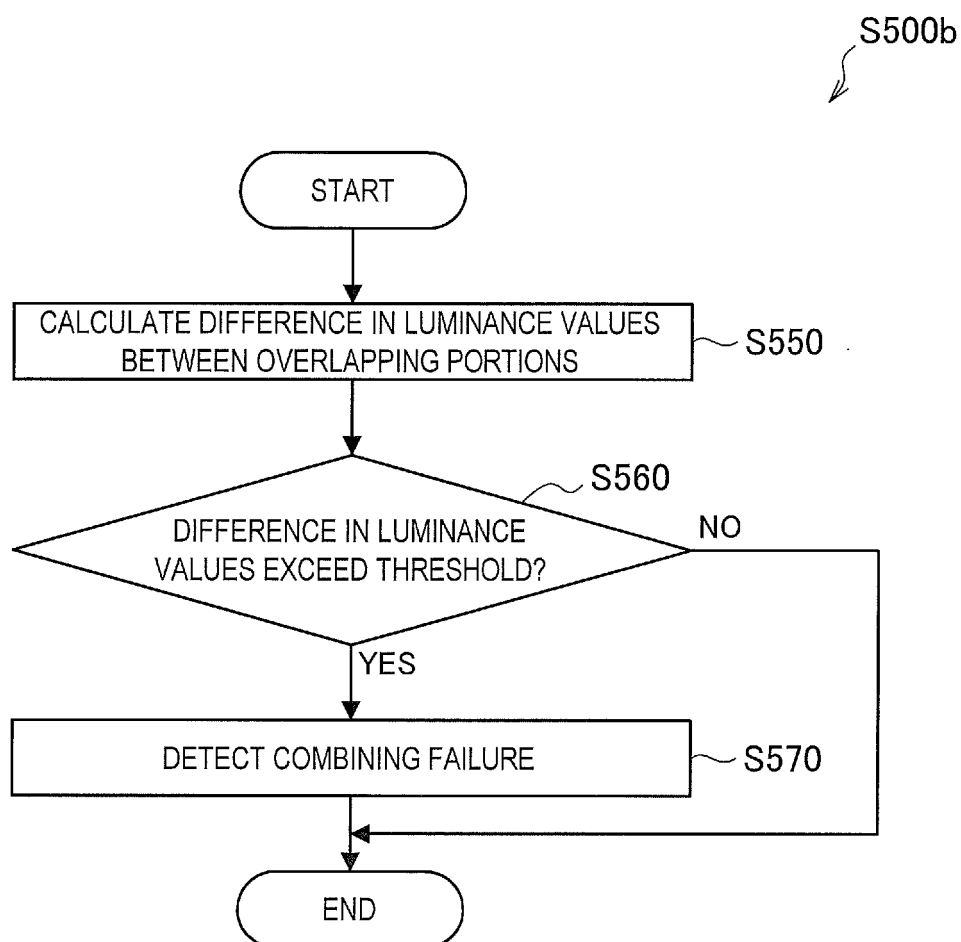 S500b
START
CALCULATE DIFFERENCE IN LUMINANCE VALUES
BETWEEN OVERLAPPING PORTIONS
S550
S560
DIFFERENCE IN LUMINANCE
VALUES EXCEED THRESHOLD?
NO
YES
DETECT COMBINING FAILURE
S570
END